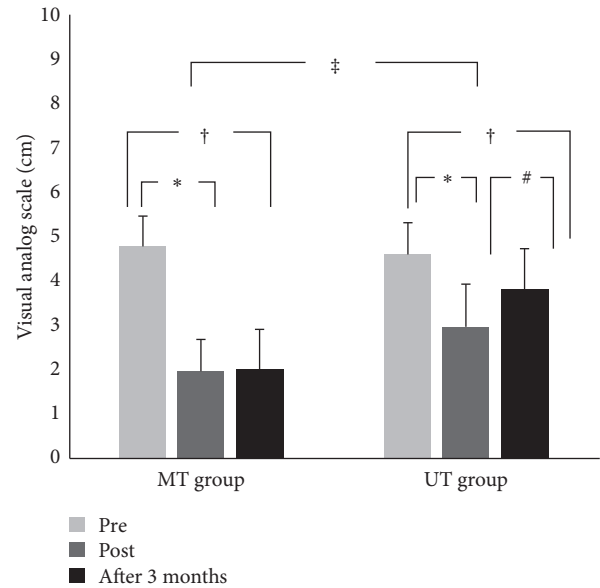 10
9
8
7
6
5
4
3
2
1
0
Visual analog scale (cm)
‡
† †
* * #
MT group UT group
Pre
Post
After 3 months